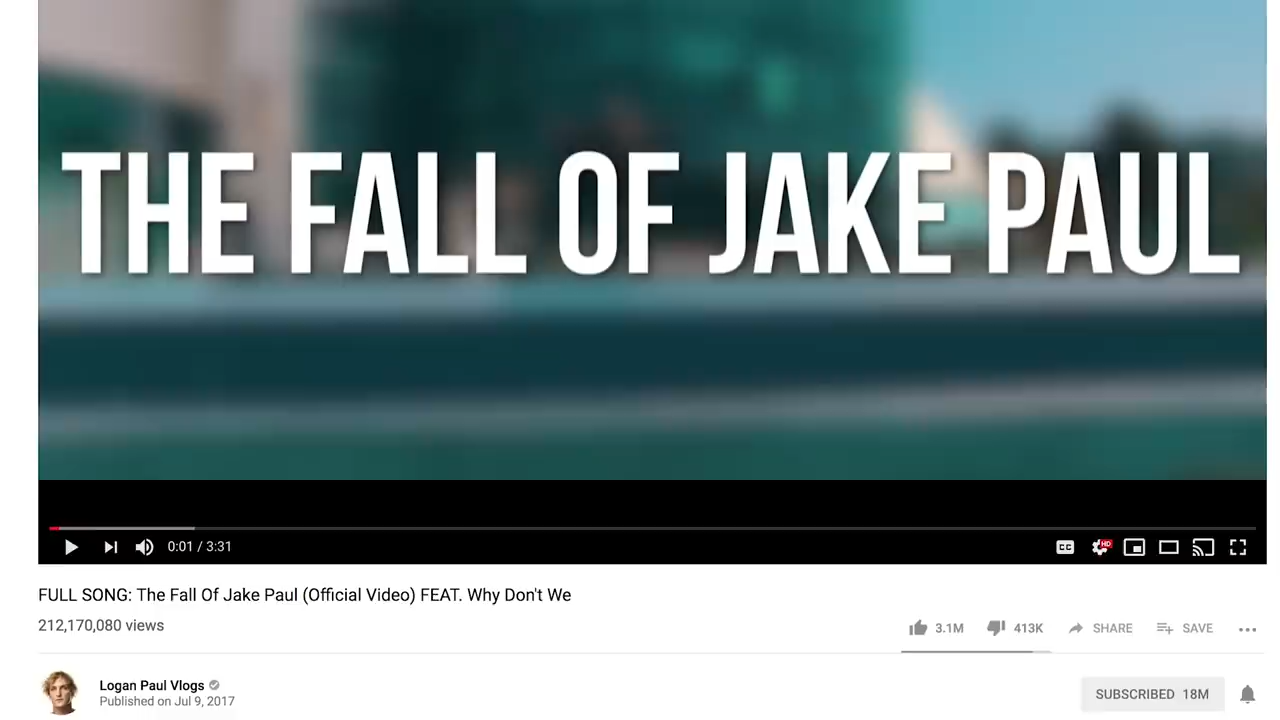 THE FALL OF JAKE PAUL
0:01 / 3:31
CC
HD
FULL SONG: The Fall Of Jake Paul (Official Video) FEAT. Why Don't We
212,170,080 views
3.1M 413K SHARE SAVE
Logan Paul Vlogs
Published on Jul 9, 2017
SUBSCRIBED 18M